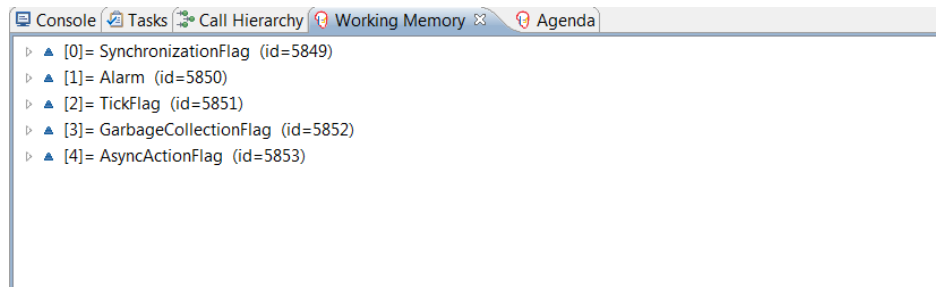 Console Tasks Call Hierarchy Working Memory Agenda
[0]= SynchronizationFlag (id=5849)
[1]= Alarm (id=5850)
[2]= TickFlag (id=5851)
[3]= GarbageCollectionFlag (id=5852)
[4]= AsyncActionFlag (id=5853)